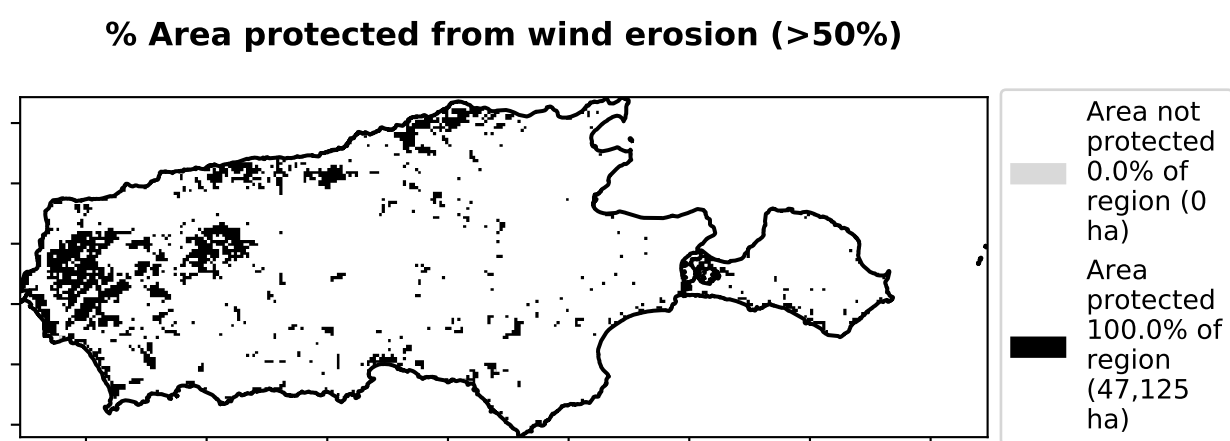 % Area protected from wind erosion (>50%)
Area not
protected
0.0% of
region (0
ha)
Area
protected
100.0% of
region
(47,125
ha)